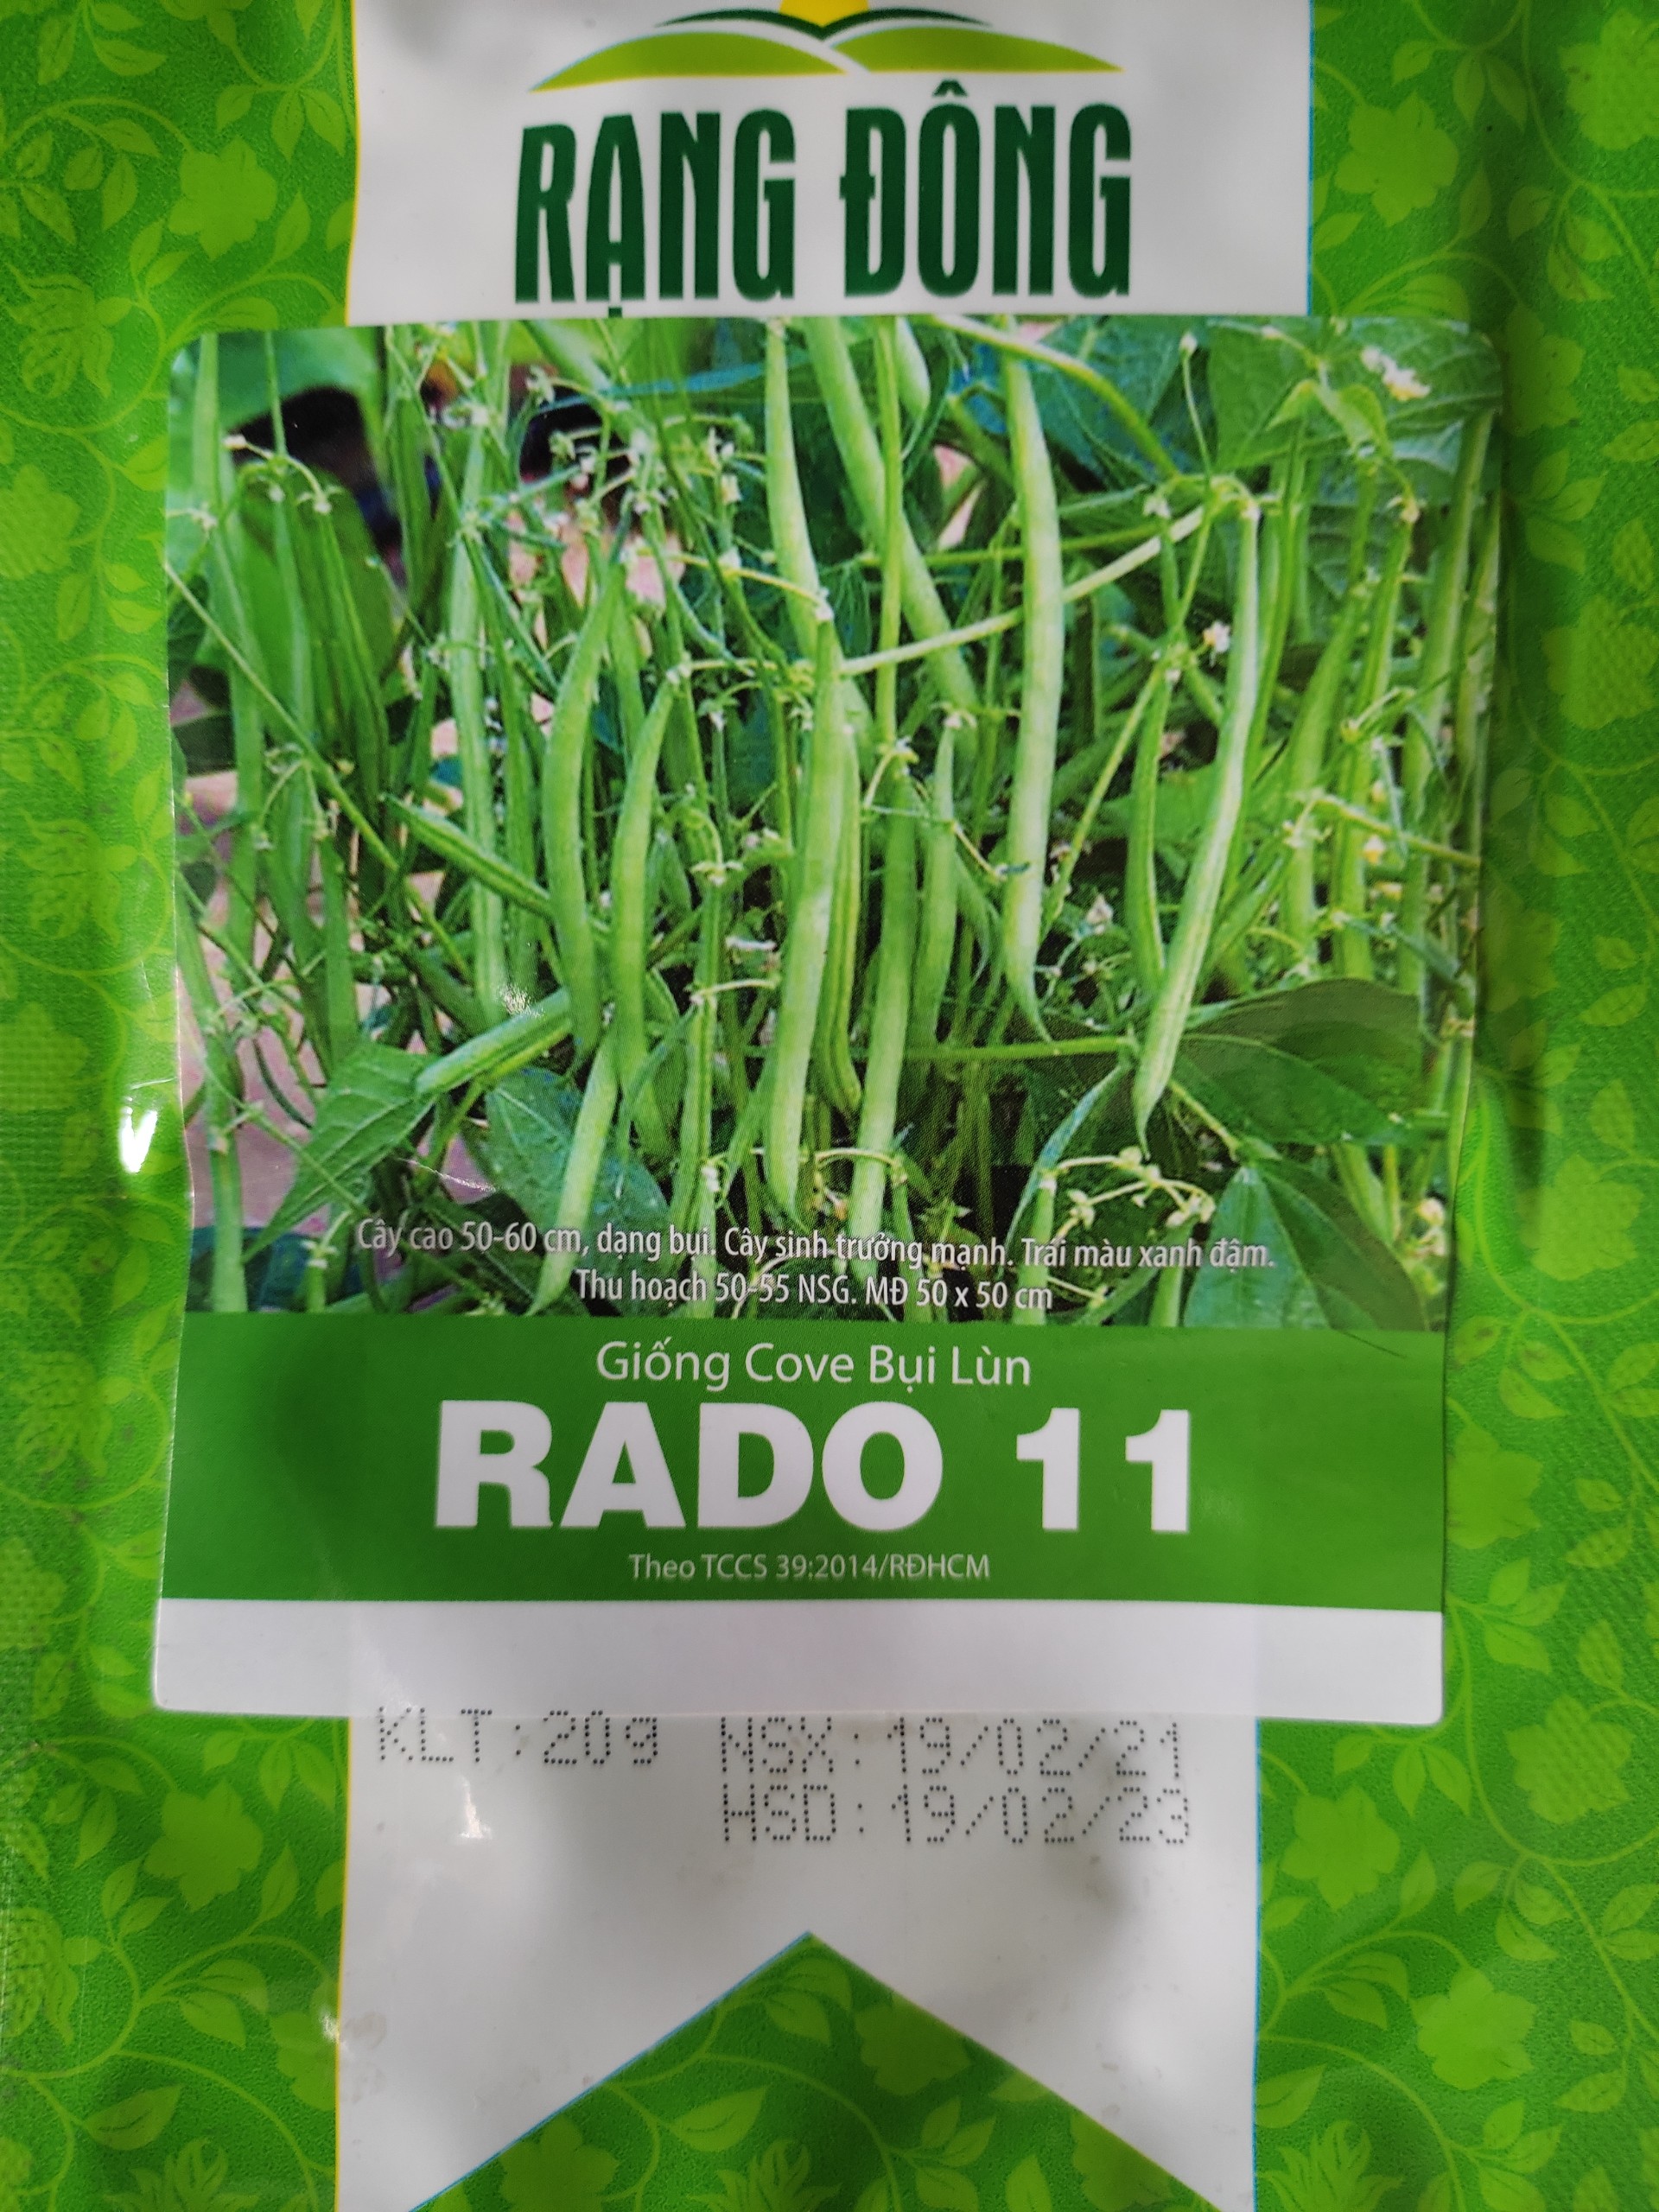 RẠNG ĐÔNG
Cây cao 50-60 cm, dạng bụi. Cây sinh trưởng mạnh. Trái màu xanh đậm.
Thu hoạch 50-55 NSG. MĐ 50 x 50 cm
Giống Cove Bụi Lùn
RADO 11
Theo TCCS 39:2014/RĐHCM
KLT:20g NSX:19/02/21
HSD:19/02/23